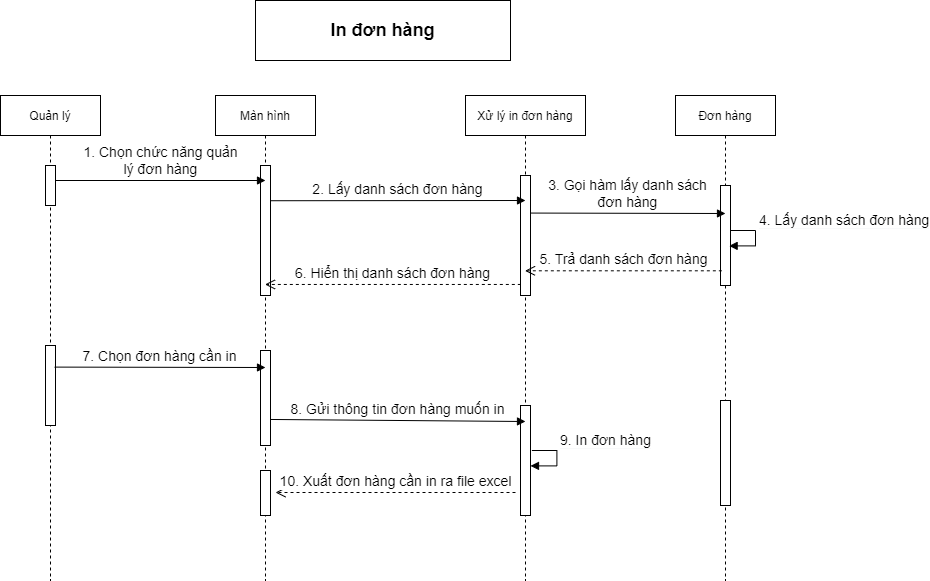 In đơn hàng
Quản lý
Màn hình
Xử lý in đơn hàng
Đơn hàng
1. Chọn chức năng quản
lý đơn hàng
2. Lấy danh sách đơn hàng
3. Gọi hàm lấy danh sách
đơn hàng
4. Lấy danh sách đơn hàng
5. Trả danh sách đơn hàng
6. Hiển thị danh sách đơn hàng
7. Chọn đơn hàng cần in
8. Gửi thông tin đơn hàng muốn in
9. In đơn hàng
10. Xuất đơn hàng cần in ra file excel